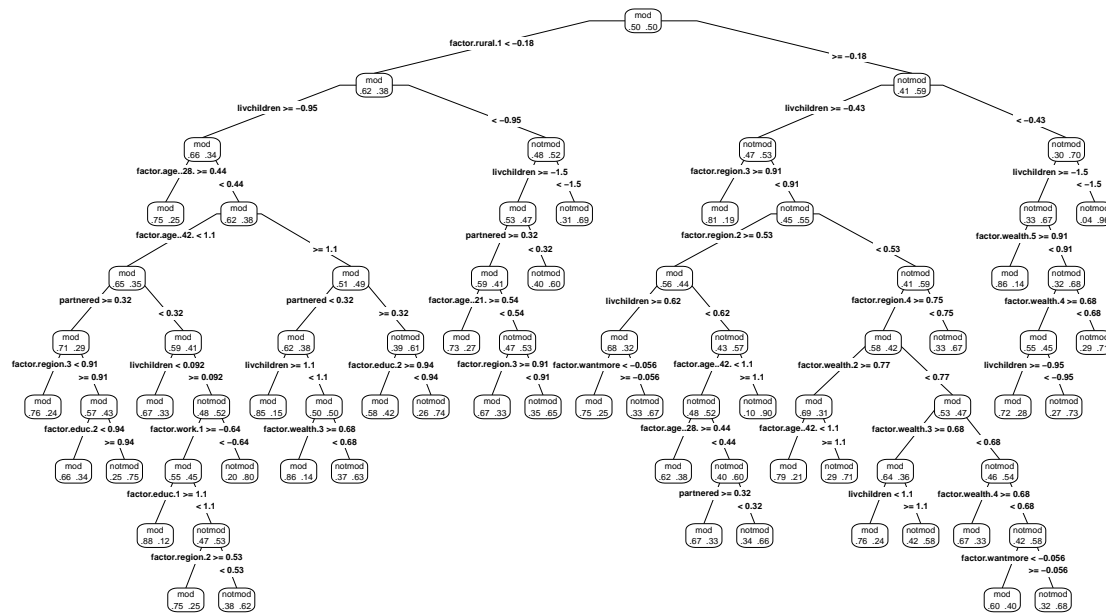 mod
.50 .50
factor.rural.1 < −0.18
>= −0.18
mod
.62 .38
notmod
.41 .59
livchildren >= −0.95
< −0.95
livchildren >= −0.43
< −0.43
mod
.66 .34
notmod
.48 .52
notmod
.47 .53
notmod
.30 .70
factor.age..28. >= 0.44
< 0.44
livchildren >= −1.5
< −1.5
factor.region.3 >= 0.91
< 0.91
livchildren >= −1.5
< −1.5
mod
.75 .25
mod
.62 .38
mod
.53 .47
notmod
.31 .69
mod
.81 .19
notmod
.45 .55
notmod
.33 .67
notmod
factor.age..42. < 1.1
>= 1.1
partnered >= 0.32
< 0.32
factor.region.2 >= 0.53
< 0.53
factor.wealth.5 >= 0.91
< 0.91
mod
.65 .35
mod
.51 .49
mod
.59 .41
notmod
.40 .60
mod
.56 .44
notmod
.41 .59
mod
.86 .14
notmod
.32 .68
partnered >= 0.32
< 0.32
partnered < 0.32
>= 0.32
factor.age..21. >= 0.54
< 0.54
livchildren >= 0.62
< 0.62
factor.region.4 >= 0.75
< 0.75
factor.wealth.4 >= 0.68
< 0.68
mod
.71 .29
mod
.59 .41
mod
.62 .38
notmod
.39 .61
mod
.73 .27
notmod
.47 .53
mod
.68 .32
notmod
.43 .57
mod
.58 .42
notmod
.33 .67
mod
.55 .45
notmod
factor.region.3 < 0.91
>= 0.91
livchildren < 0.092
>= 0.092
livchildren >= 1.1
< 1.1
factor.educ.2 >= 0.94
< 0.94
factor.region.3 >= 0.91
< 0.91
factor.wantmore < −0.056
>= −0.056
factor.age..42. < 1.1
>= 1.1
factor.wealth.2 >= 0.77
< 0.77
livchildren >= −0.95
< −0.95
mod
.76 .24
mod
.57 .43
mod
.67 .33
notmod
.48 .52
mod
.85 .15
mod
.50 .50
mod
.58 .42
notmod
.26 .74
mod
.67 .33
notmod
.35 .65
mod
.75 .25
notmod
.33 .67
notmod
.48 .52
notmod
.10 .90
mod
.69 .31
mod
.53 .47
mod
.72 .28
notmod
.27 .73
factor.educ.2 < 0.94
>= 0.94
factor.work.1 >= −0.64
< −0.64
factor.wealth.3 >= 0.68
< 0.68
factor.age..28. >= 0.44
< 0.44
factor.age..42. < 1.1
>= 1.1
factor.wealth.3 >= 0.68
< 0.68
mod
.66 .34
notmod
.25 .75
mod
.55 .45
notmod
.20 .80
mod
.86 .14
notmod
.37 .63
mod
.62 .38
notmod
.40 .60
mod
.79 .21
notmod
.29 .71
mod
.64 .36
notmod
.46 .54
factor.educ.1 >= 1.1
< 1.1
partnered >= 0.32
< 0.32
livchildren < 1.1
>= 1.1
factor.wealth.4 >= 0.68
< 0.68
mod
.88 .12
notmod
.47 .53
mod
.67 .33
notmod
.34 .66
mod
.76 .24
notmod
.42 .58
mod
.67 .33
notmod
.42 .58
factor.region.2 >= 0.53
< 0.53
factor.wantmore < −0.056
>= −0.056
mod
.75 .25
notmod
.38 .62
mod
.60 .40
notmod
.32 .68